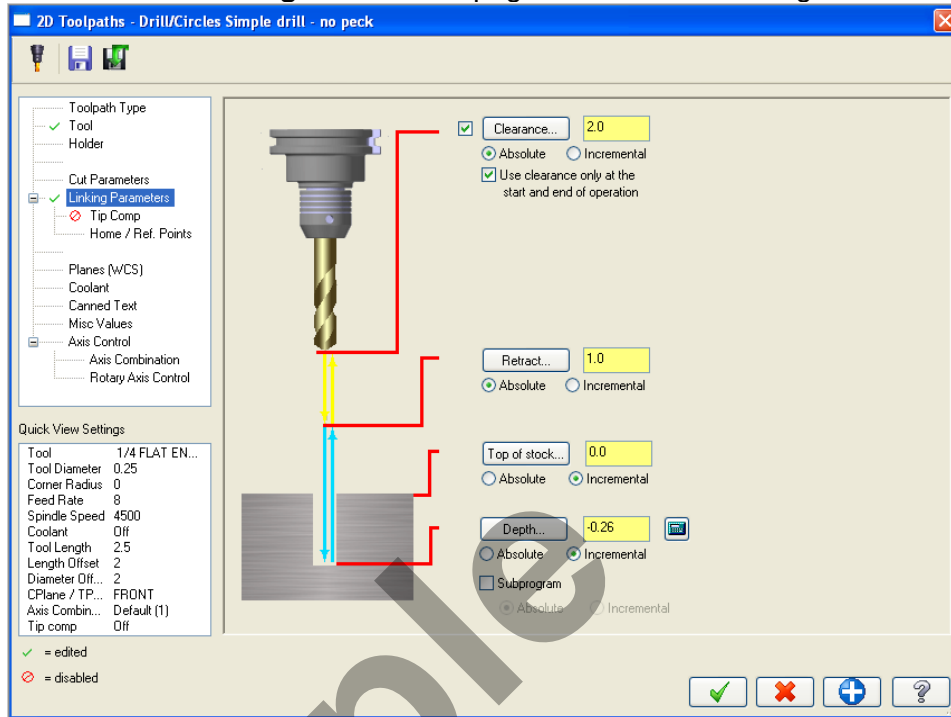 2D Toolpaths - Drill/Circles Simple drill - no peck
Toolpath Type
Tool
Holder
Cut Parameters
Linking Parameters
Tip Comp
Home / Ref. Points
Planes (WCS)
Coolant
Canned Text
Misc Values
Axis Control
Axis Combination
Rotary Axis Control
Quick View Settings
Tool 1/4 FLAT EN...
Tool Diameter 0.25
Corner Radius 0
Feed Rate 8
Spindle Speed 4500
Coolant Off
Tool Length 2.5
Length Offset 2
Diameter Off... 2
CPlane / TP... FRONT
Axis Combin... Default (1)
Tip comp Off
= edited
= disabled
Clearance... 2.0
Absolute Incremental
Use clearance only at the
start and end of operation
Retract... 1.0
Absolute Incremental
Top of stock... 0.0
Absolute Incremental
Depth... -0.26
Absolute Incremental
Subprogram
Absolute Incremental